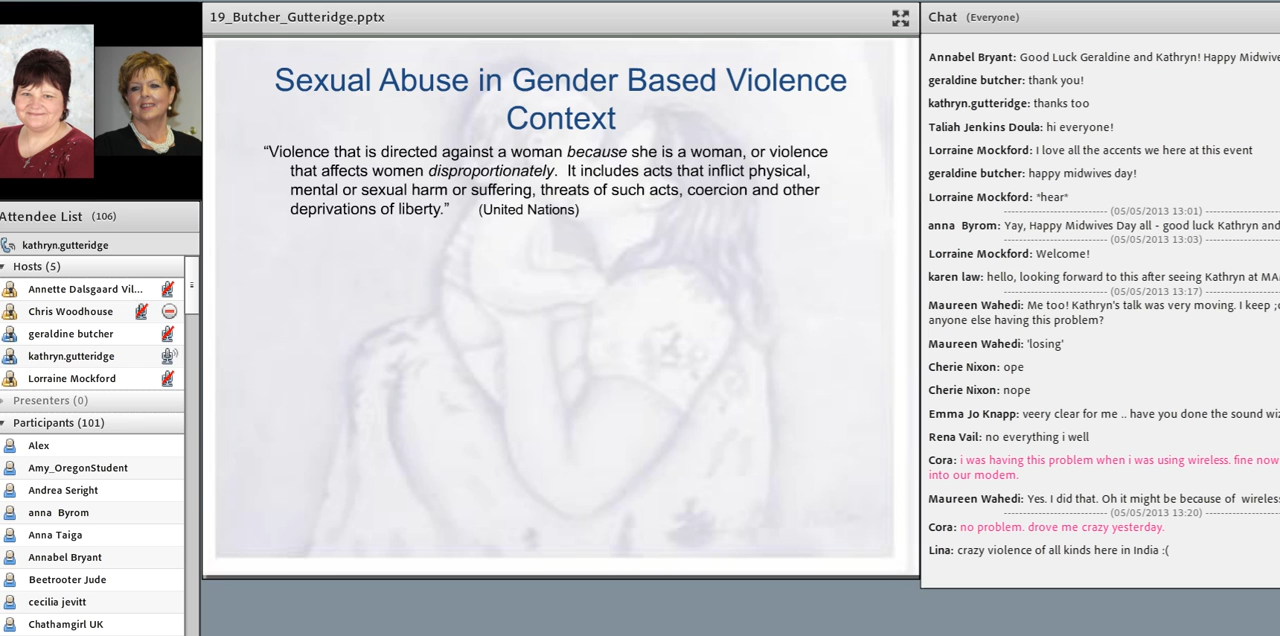 19_Butcher_Gutteridge.pptx
Sexual Abuse in Gender Based Violence
Context
“Violence that is directed against a woman because she is a woman, or violence
that affects women disproportionately. It includes acts that inflict physical,
mental or sexual harm or suffering, threats of such acts, coercion and other
deprivations of liberty.” (United Nations)
Attendee List (106)
kathryn.gutteridge
Hosts (5)
Annette Dalsgaard Vil...
Chris Woodhouse
geraldine butcher
kathryn.gutteridge
Lorraine Mockford
Presenters (0)
Participants (101)
Alex
Amy_OregonStudent
Andrea Seright
anna Byrom
Anna Taiga
Annabel Bryant
Beetrooter Jude
cecilia jevitt
Chathamgirl UK
Chat (Everyone)
Annabel Bryant: Good Luck Geraldine and Kathryn! Happy Midwive
geraldine butcher: thank you!
kathryn.gutteridge: thanks too
Taliah Jenkins Doula: hi everyone!
Lorraine Mockford: I love all the accents we here at this event
geraldine butcher: happy midwives day!
Lorraine Mockford: *hear*
------------------------ (05/05/2013 13:01) ------------------------
anna Byrom: Yay, Happy Midwives Day all - good luck Kathryn and
------------------------ (05/05/2013 13:03) ------------------------
Lorraine Mockford: Welcome!
karen law: hello, looking forward to this after seeing Kathryn at MA
------------------------ (05/05/2013 13:17) ------------------------
Maureen Wahedi: Me too! Kathryn's talk was very moving. I keep ;o
anyone else having this problem?
Maureen Wahedi: 'losing'
Cherie Nixon: ope
Cherie Nixon: nope
Emma Jo Knapp: veery clear for me .. have you done the sound wiz
Rena Vail: no everything i well
Cora: i was having this problem when i was using wireless. fine now
into our modem.
Maureen Wahedi: Yes. I did that. Oh it might be because of wireles
------------------------ (05/05/2013 13:20) ------------------------
Cora: no problem. drove me crazy yesterday.
Lina: crazy violence of all kinds here in India :(